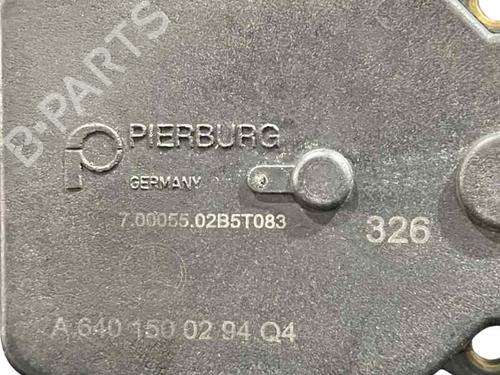 B-PARTS
PIERBURG
GERMANY
7.00055.02B5T083
326
A 640 150 02 94 Q4